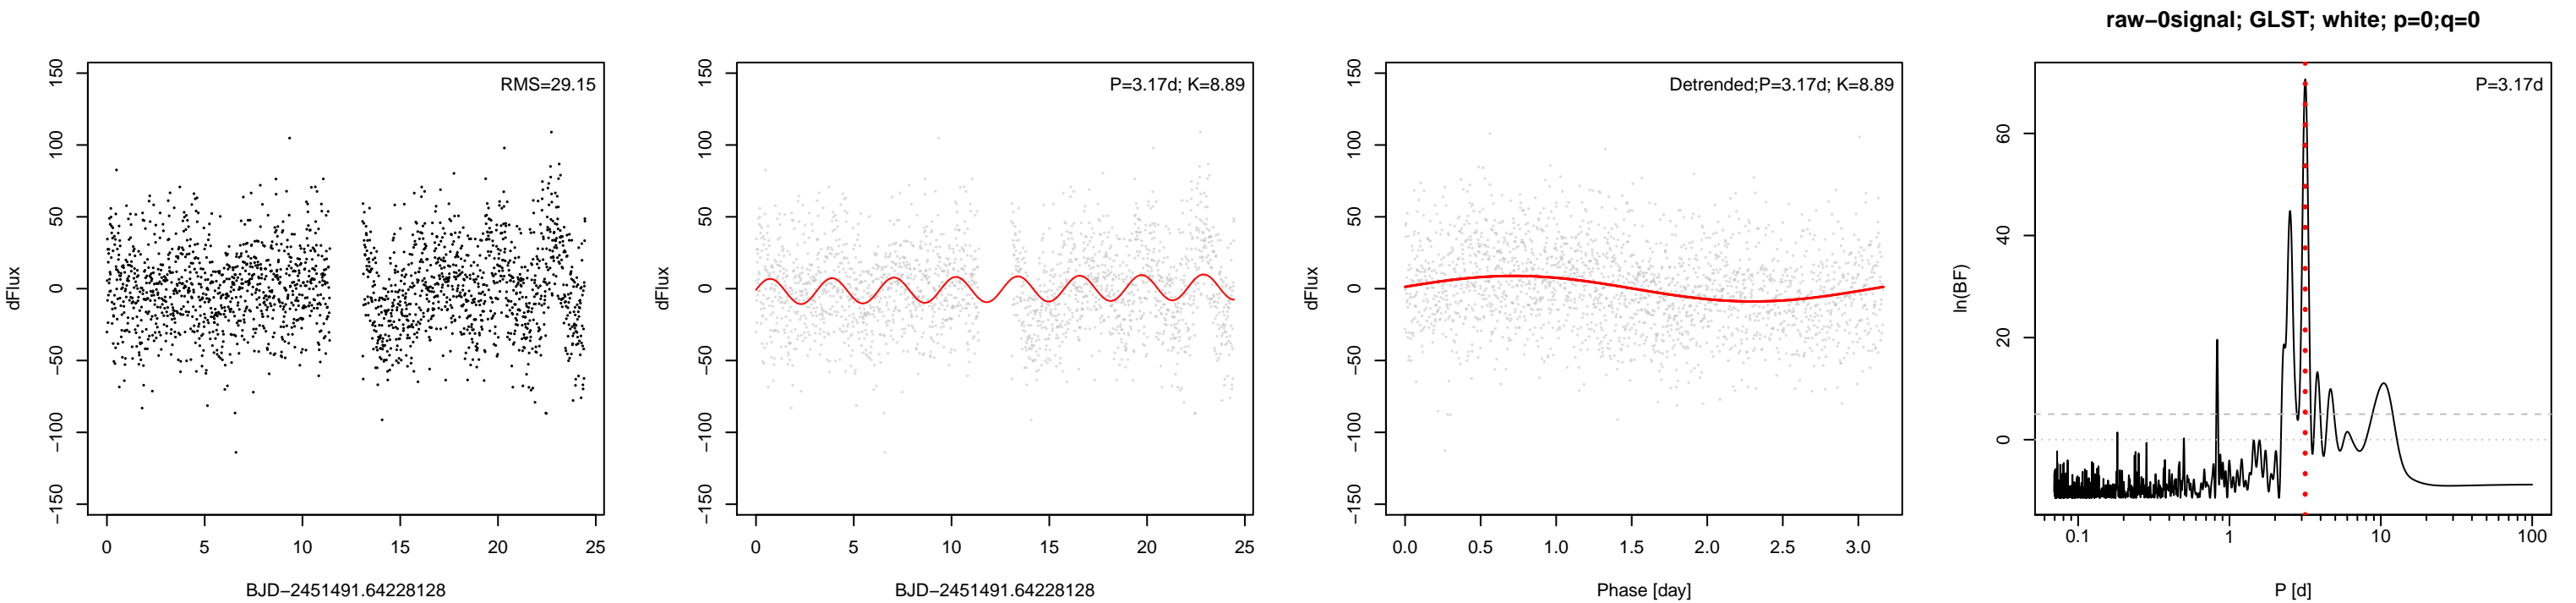 raw−0signal; GLST; white; p=0;q=0
RMS=29.15
dFlux
150
100
50
0
−50
−100
−150
0 5 10 15 20 25
BJD−2451491.64228128
P=3.17d; K=8.89
dFlux
150
100
50
0
−50
−100
−150
0 5 10 15 20 25
BJD−2451491.64228128
Detrended;P=3.17d; K=8.89
dFlux
150
100
50
0
−50
−100
−150
0.0 0.5 1.0 1.5 2.0 2.5 3.0
Phase [day]
P=3.17d
ln(BF)
60
40
20
0
0.1 1 10 100
P [d]